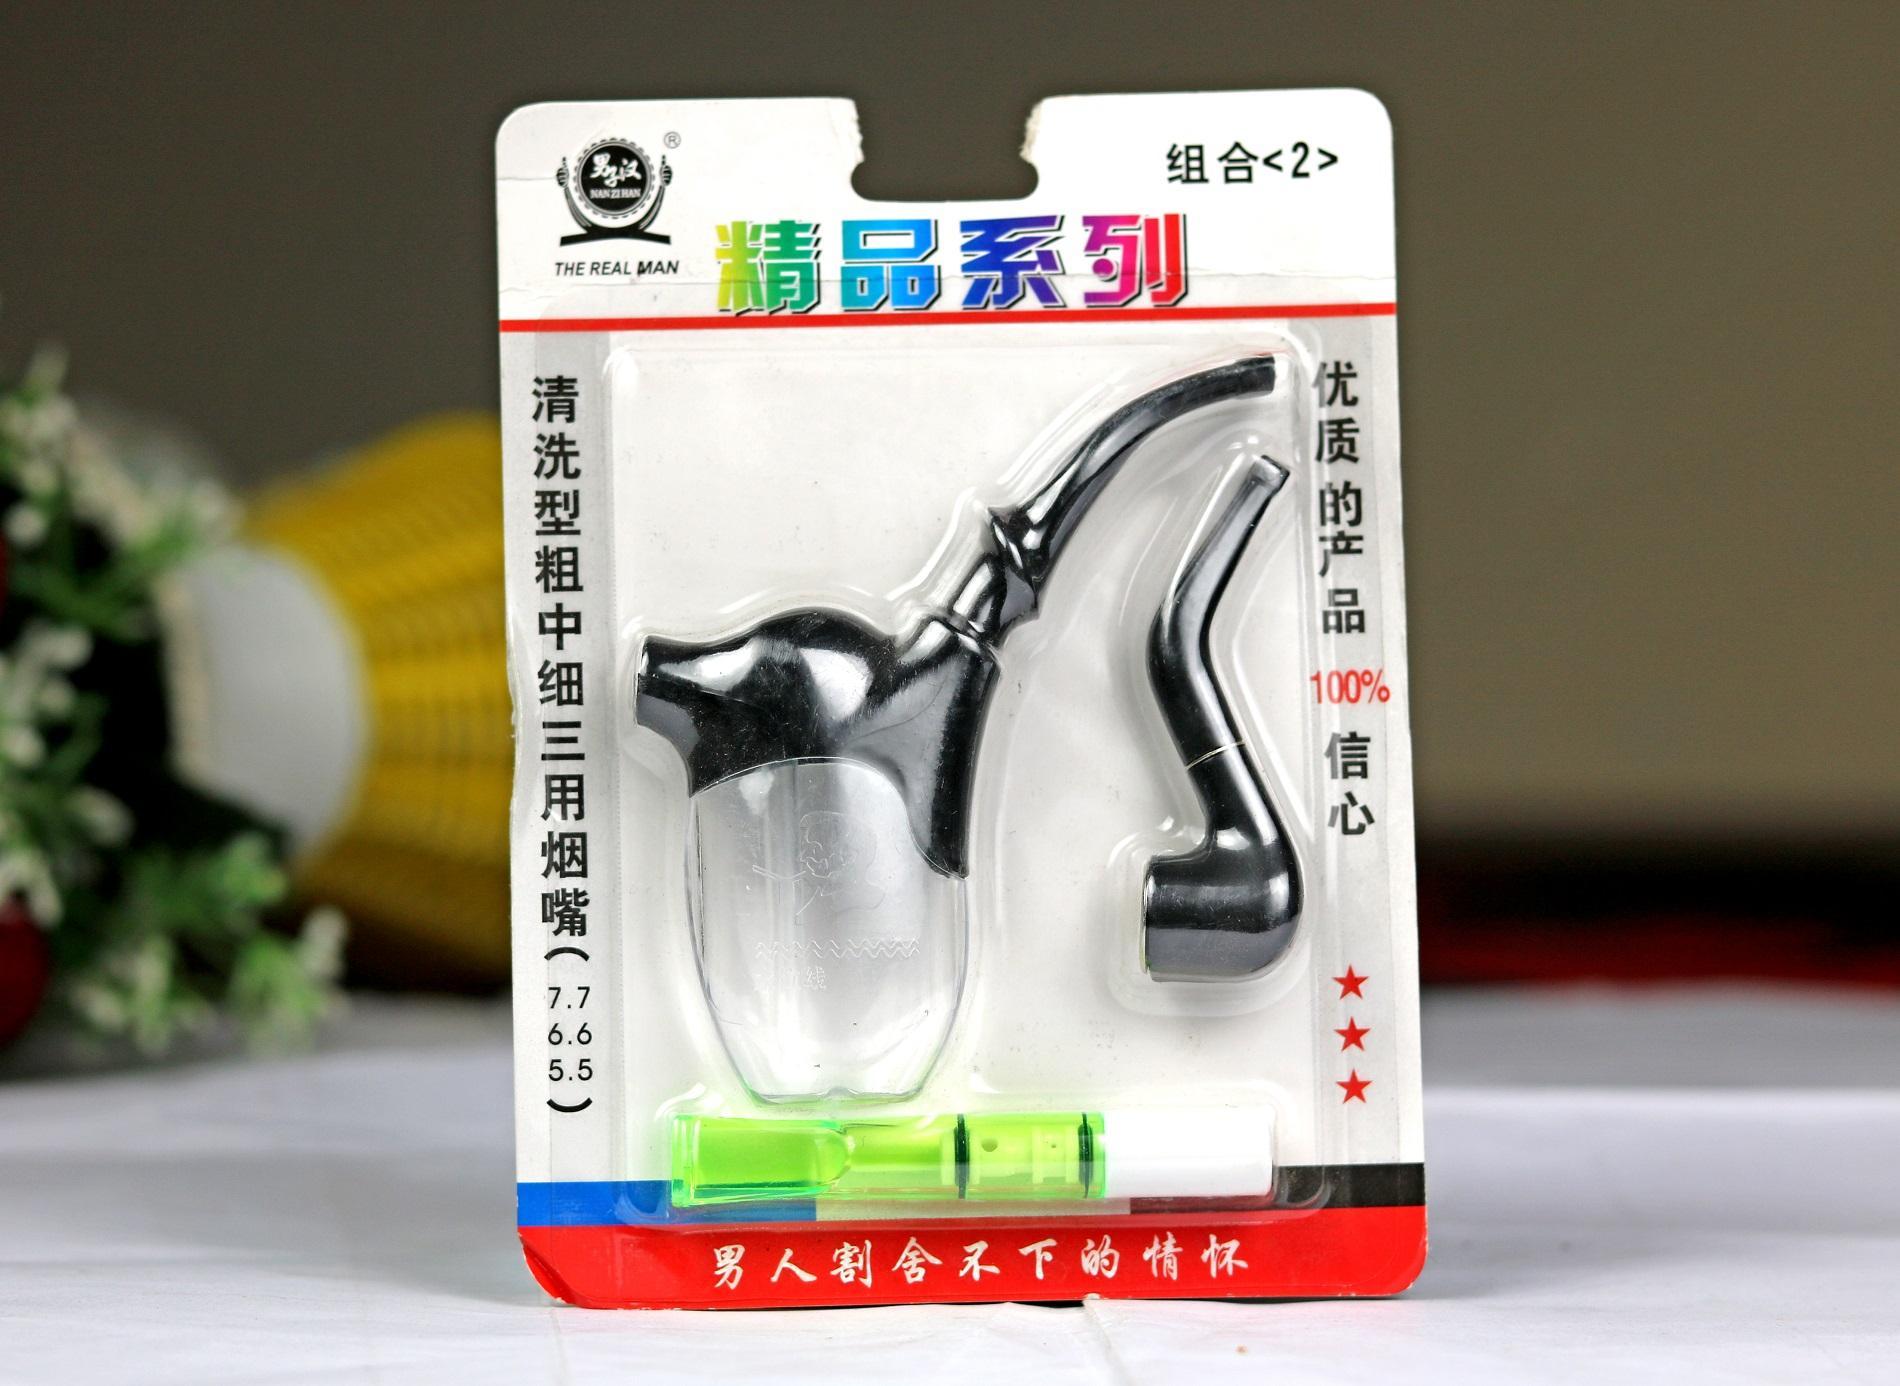 男子汉
NAN ZI HAN
®
THE REAL MAN
组合<2>
精品系列
清洗型粗中细三用烟嘴(
7.7
6.6
5.5
)
优质的产品
100%
信心
男人割舍不下的情怀